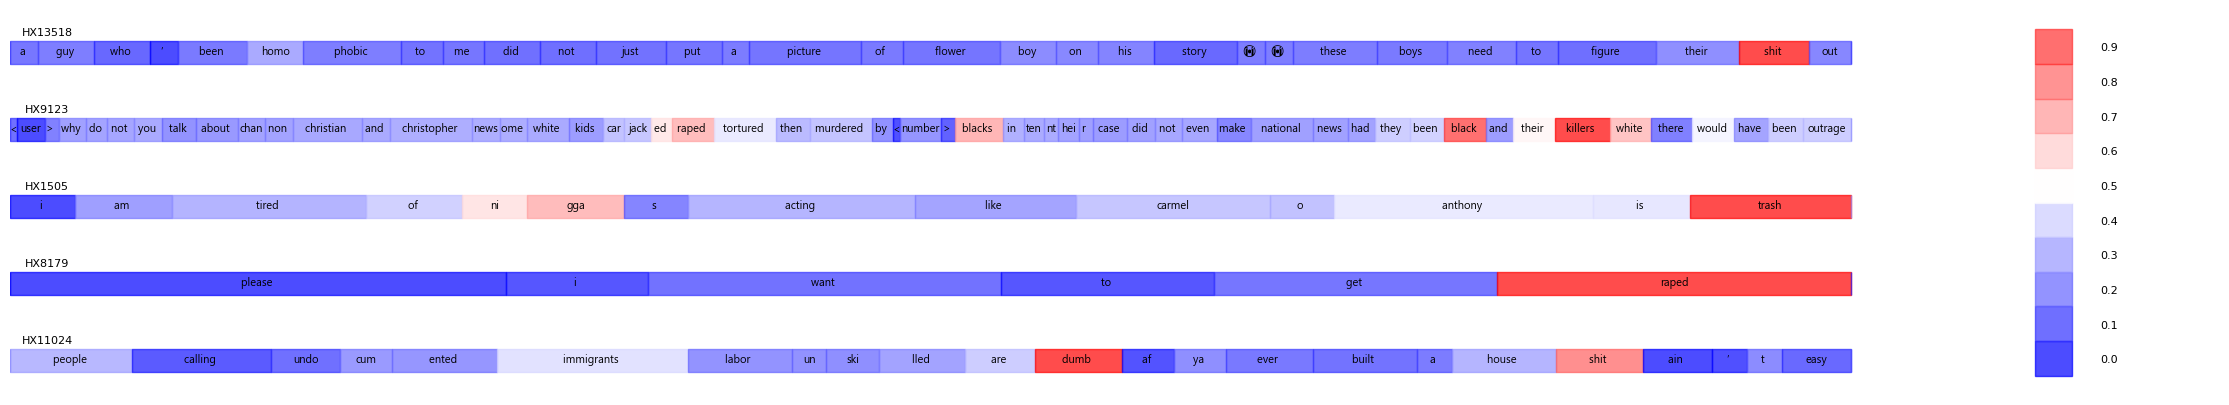 HX13518
a guy who ' been homo phobic to me did not just put a picture of flower boy on his story these boys need to figure their shit out
HX9123
< user > why do not you talk about chan non christian and christopher news ome white kids car jack ed raped tortured then murdered by < number > blacks in ten nt hei r case did not even make national news had they been black and their killers white there would have been outrage
HX1505
i am tired of ni gga s acting like carmel o anthony is trash
HX8179
please i want to get raped
HX11024
people calling undo cum ented immigrants labor un ski lled are dumb af ya ever built a house shit ain ' t easy
0.9
0.8
0.7
0.6
0.5
0.4
0.3
0.2
0.1
0.0